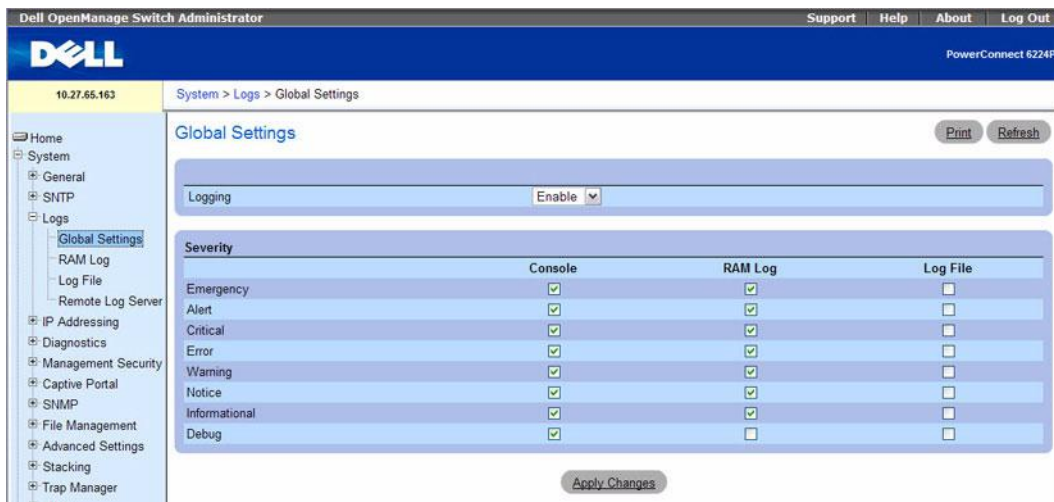 Dell OpenManage Switch Administrator
Support Help About Log Out
DELL
PowerConnect 6224P
10.27.65.163
System > Logs > Global Settings
Home
System
General
SNTP
Logs
Global Settings
RAM Log
Log File
Remote Log Server
IP Addressing
Diagnostics
Management Security
Captive Portal
SNMP
File Management
Advanced Settings
Stacking
Trap Manager
Global Settings
Print Refresh
Logging Enable
Severity
Console RAM Log Log File
Emergency
Alert
Critical
Error
Warning
Notice
Informational
Debug
Apply Changes